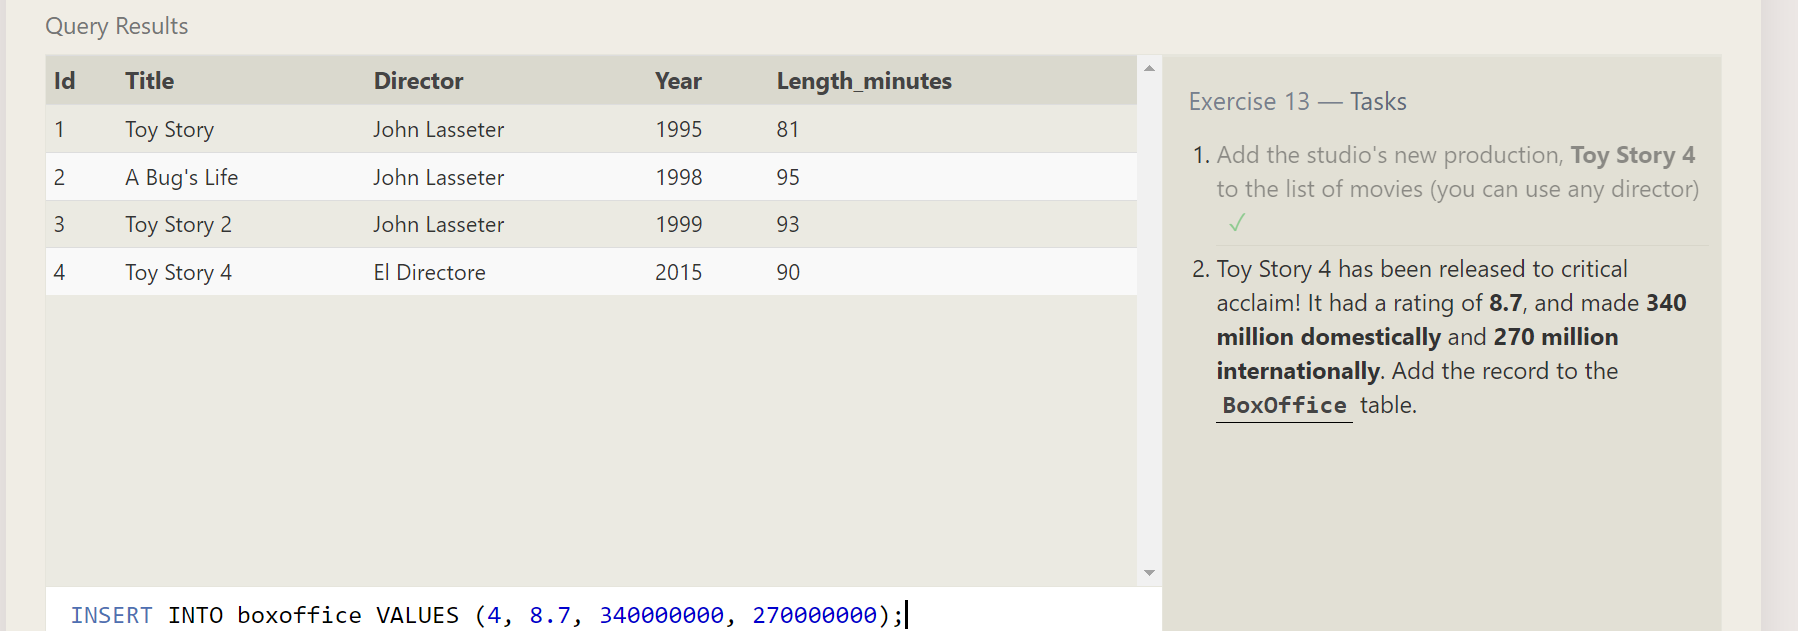 Query Results
Id Title Director Year Length_minutes
1 Toy Story John Lasseter 1995 81
2 A Bug's Life John Lasseter 1998 95
3 Toy Story 2 John Lasseter 1999 93
4 Toy Story 4 El Directore 2015 90
INSERT INTO boxoffice VALUES (4, 8.7, 340000000, 270000000);
Exercise 13 — Tasks
1. Add the studio's new production, Toy Story 4
to the list of movies (you can use any director)
✓
2. Toy Story 4 has been released to critical
acclaim! It had a rating of 8.7, and made 340
million domestically and 270 million
internationally. Add the record to the
BoxOffice table.